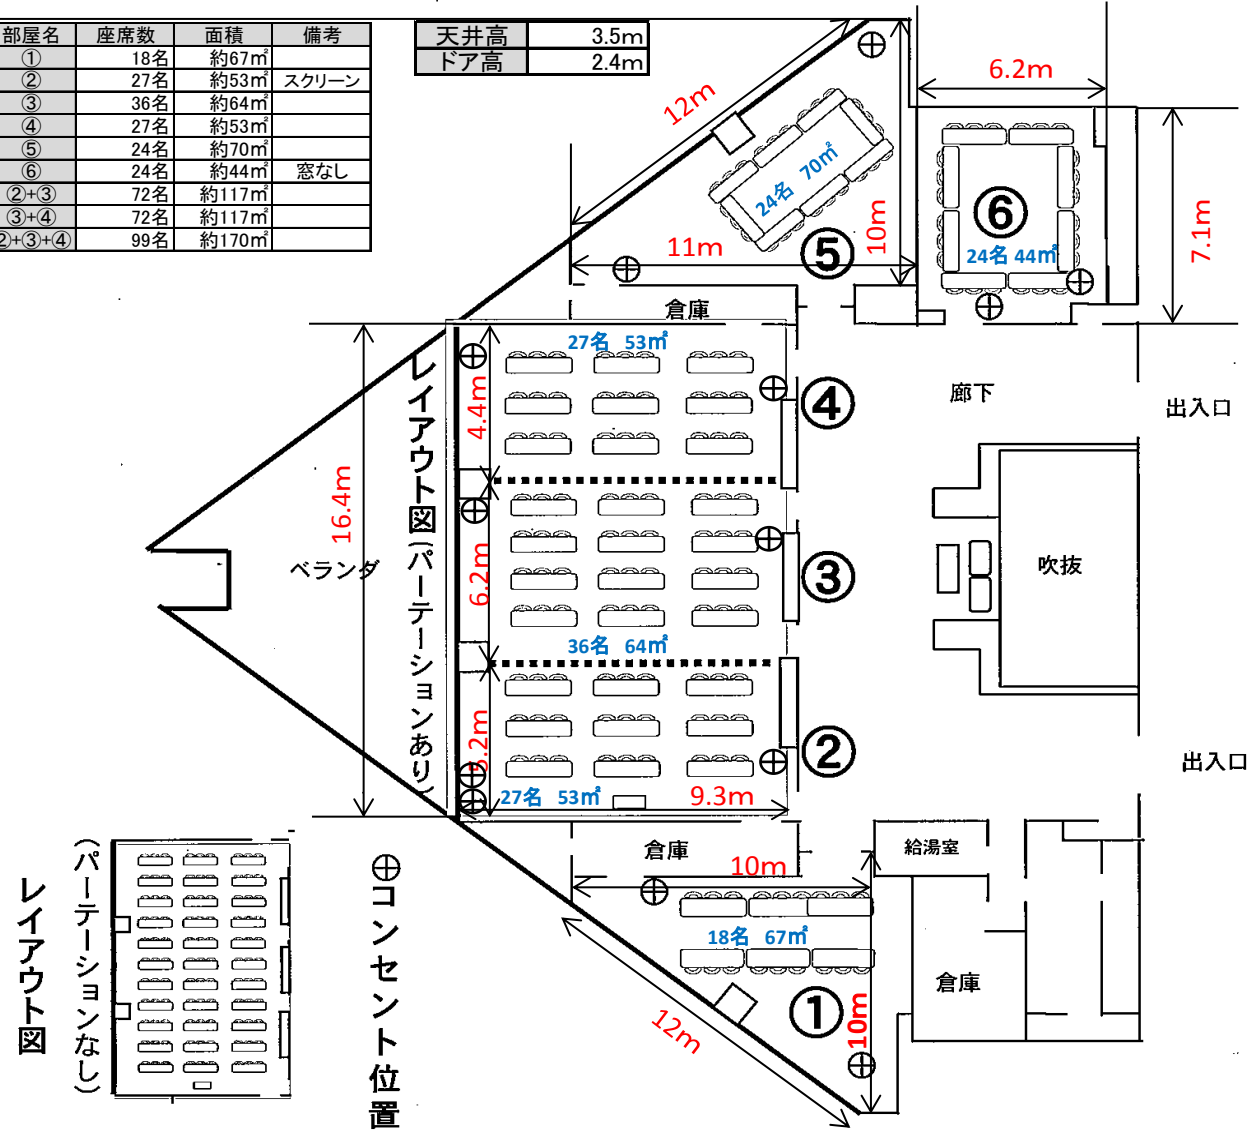 部屋名 座席数 面積 備考
① 18名 約67㎡
② 27名 約53㎡ スクリーン
③ 36名 約64㎡
④ 27名 約53㎡
⑤ 24名 約70㎡
⑥ 24名 約44㎡ 窓なし
②+③ 72名 約117㎡
③+④ 72名 約117㎡
②+③+④ 99名 約170㎡
天井高 3.5m
ドア高 2.4m
12m
6.2m
24名 70㎡
⑤
10m
11m
⑥
24名 44㎡
7.1m
倉庫
27名 53㎡
④
4.4m
廊下
出入口
16.4m
ベランダ
レイアウト図(パーテーションあり)
6.2m
③
36名 64㎡
吹抜
5.2m
②
27名 53㎡
9.3m
出入口
倉庫
給湯室
10m
18名 67㎡
①
10m
12m
倉庫
レイアウト図
(パーテーションなし)
コンセント位置